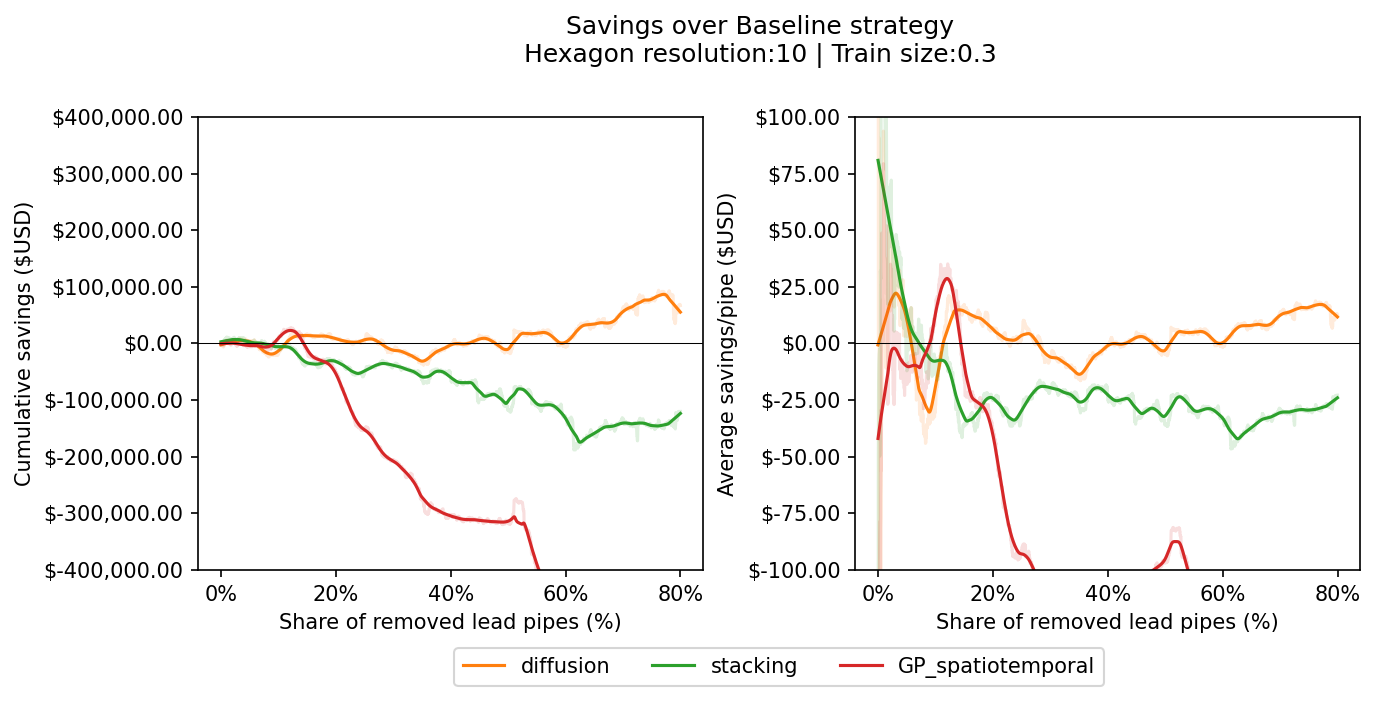 Savings over Baseline strategy
Hexagon resolution:10 | Train size:0.3
Cumulative savings ($USD)
$400,000.00
$300,000.00
$200,000.00
$100,000.00
$0.00
$-100,000.00
$-200,000.00
$-300,000.00
$-400,000.00
0% 20% 40% 60% 80%
Share of removed lead pipes (%)
Average savings/pipe ($USD)
$100.00
$75.00
$50.00
$25.00
$0.00
$-25.00
$-50.00
$-75.00
$-100.00
0% 20% 40% 60% 80%
Share of removed lead pipes (%)
diffusion stacking GP_spatiotemporal